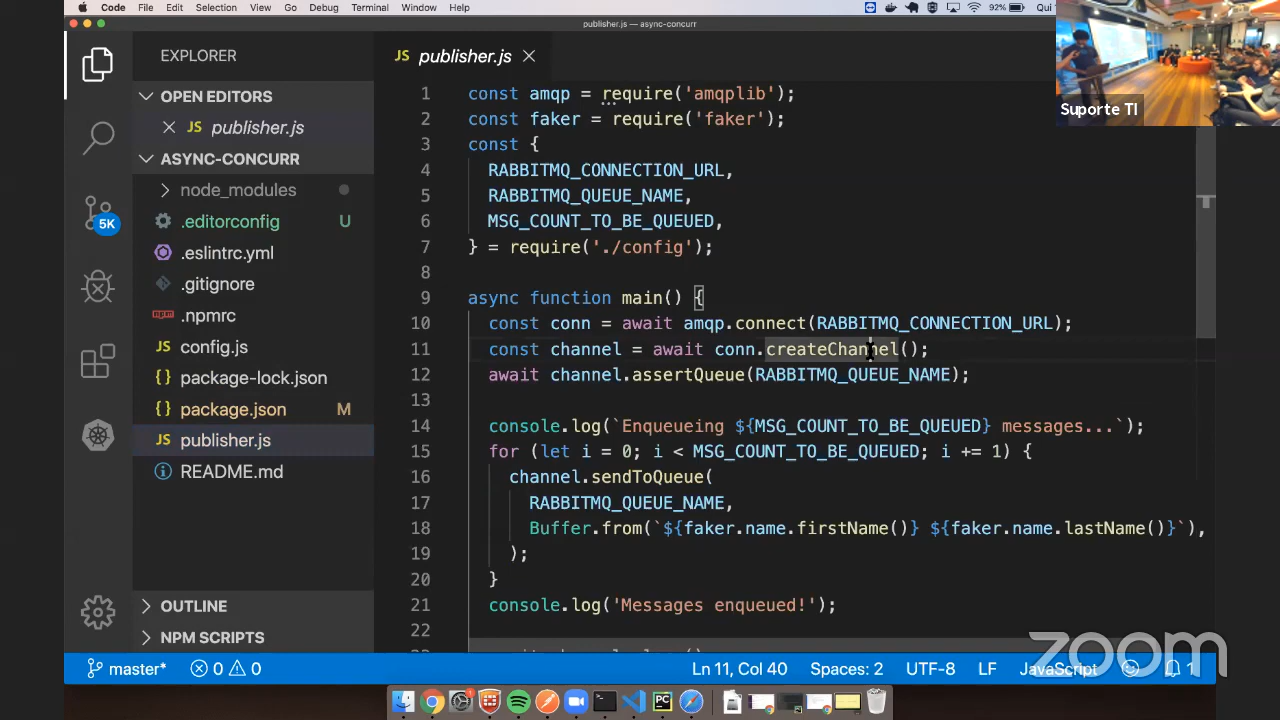 Code File Edit Selection View Go Debug Terminal Window Help 92% Qui
publisher.js — async-concurr
Suporte TI
EXPLORER
OPEN EDITORS
JS publisher.js
ASYNC-CONCURR
node_modules
.editorconfig U
5K
.eslintrc.yml
.gitignore
npm .npmrc
JS config.js
{} package-lock.json
{} package.json M
JS publisher.js
README.md
OUTLINE
NPM SCRIPTS
JS publisher.js
1 const amqp = require('amqplib');
2 const faker = require('faker');
3 const {
4 RABBITMQ_CONNECTION_URL,
5 RABBITMQ_QUEUE_NAME,
6 MSG_COUNT_TO_BE_QUEUED,
7 } = require('./config');
8
9 async function main() {
10 const conn = await amqp.connect(RABBITMQ_CONNECTION_URL);
11 const channel = await conn.createChannel();
12 await channel.assertQueue(RABBITMQ_QUEUE_NAME);
13
14 console.log(`Enqueueing ${MSG_COUNT_TO_BE_QUEUED} messages...`);
15 for (let i = 0; i < MSG_COUNT_TO_BE_QUEUED; i += 1) {
16 channel.sendToQueue(
17 RABBITMQ_QUEUE_NAME,
18 Buffer.from(`${faker.name.firstName()} ${faker.name.lastName()}`),
19 );
20 }
21 console.log('Messages enqueued!');
22
zoom
master* 0 0 Ln 11, Col 40 Spaces: 2 UTF-8 LF JavaScript 1
PC